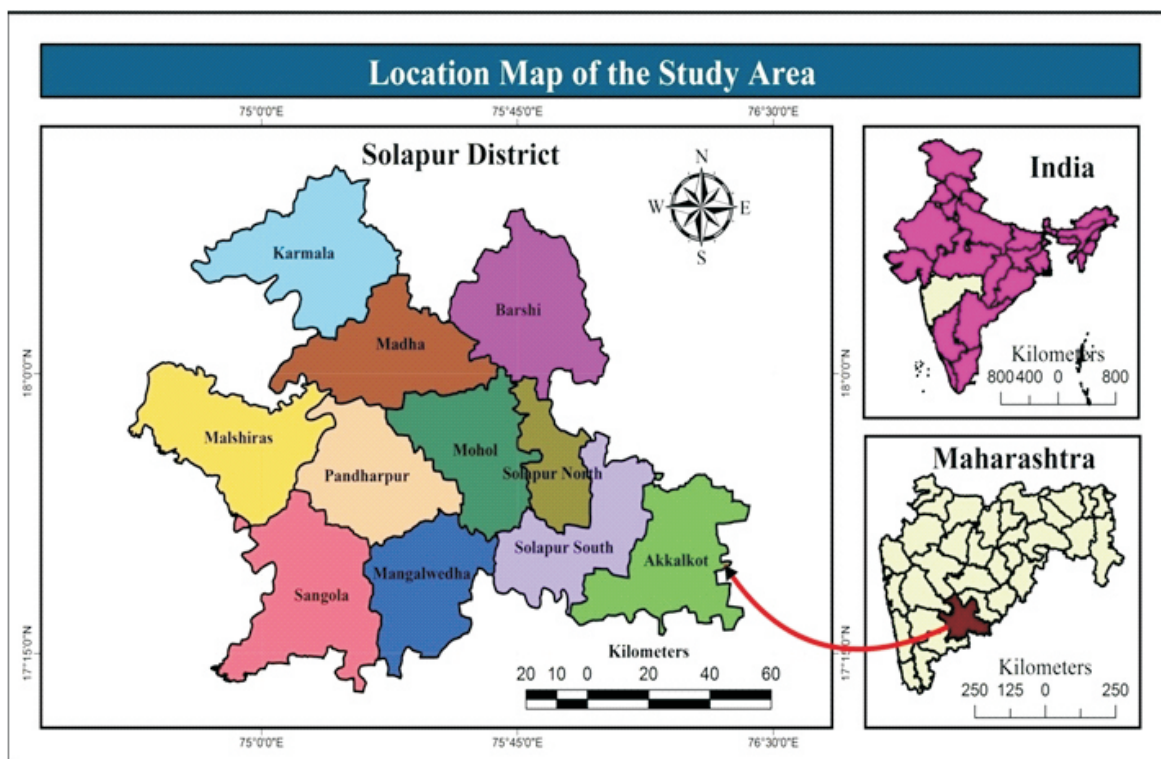 Location Map of the Study Area
75°0'0"E
75°45'0"E
76°30'0"E
Solapur District
N
W
E
S
Karmala
Barshi
Madha
18°0'0"N
18°0'0"N
Malshiras
Mohol
Pandharpur
Solapur North
Solapur South
Akkalkot
Mangalwedha
Sangola
Kilometers
20 10 0 20 40 60
17°15'0"N
17°15'0"N
75°0'0"E
75°45'0"E
76°30'0"E
India
Kilometers
800 400 0 800
Maharashtra
Kilometers
250 125 0 250